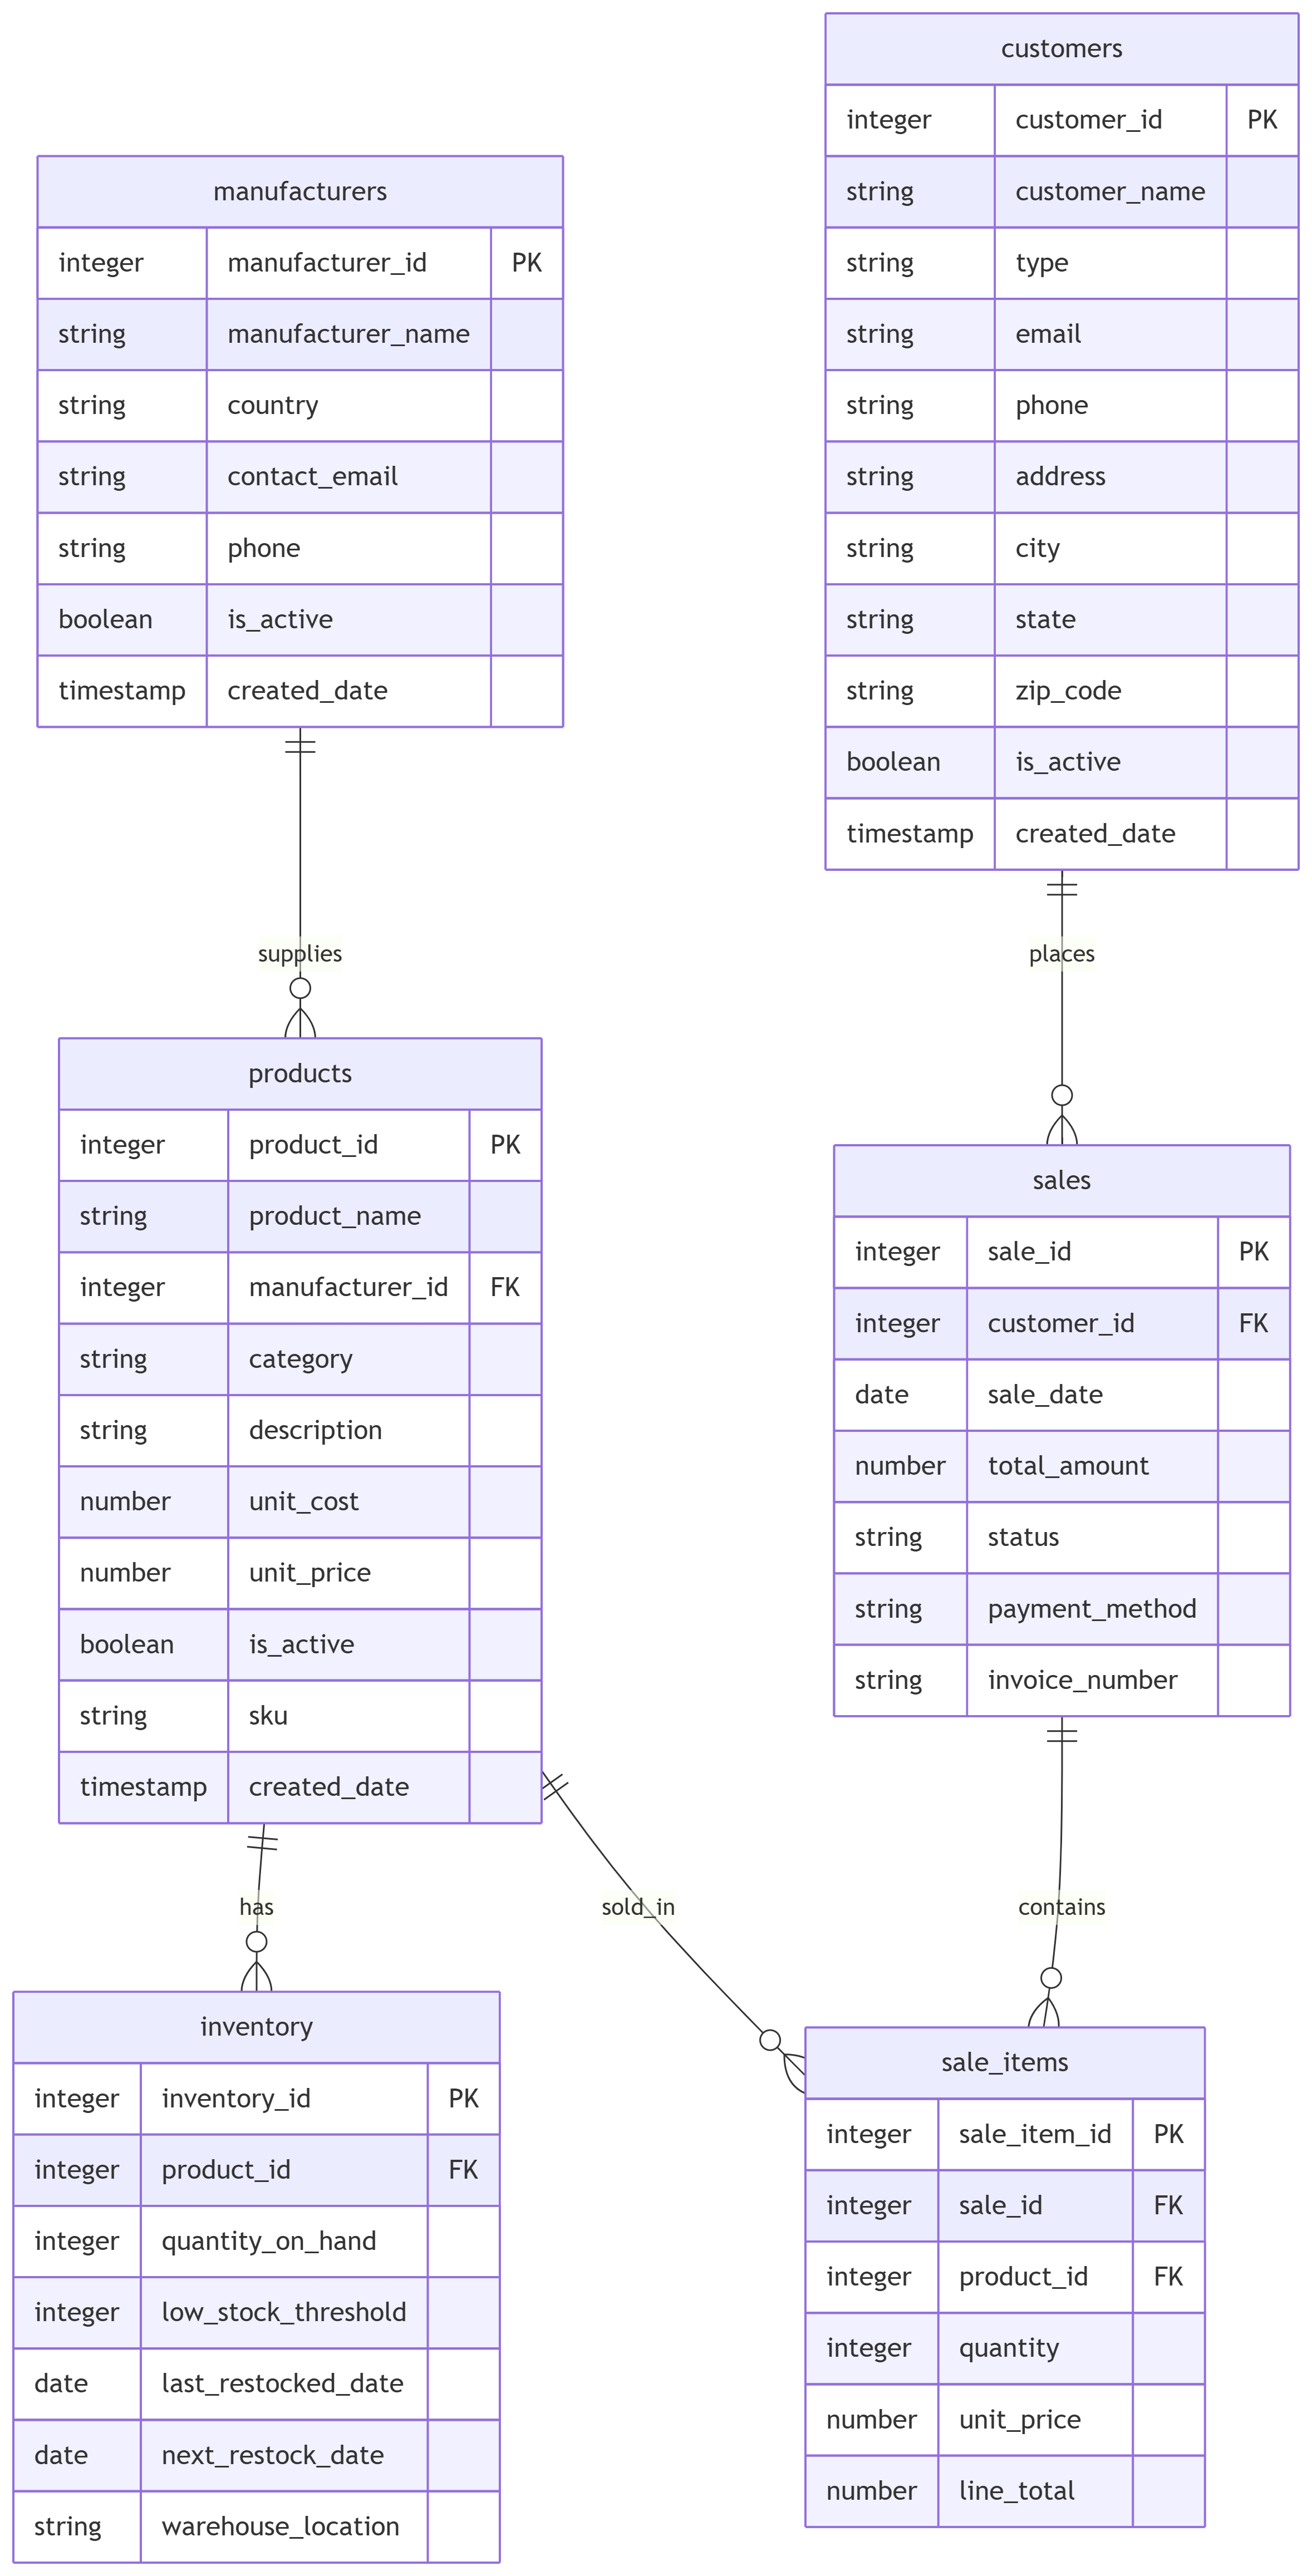 customers
integer customer_id PK
string customer_name
string type
string email
string phone
string address
string city
string state
string zip_code
boolean is_active
timestamp created_date
manufacturers
integer manufacturer_id PK
string manufacturer_name
string country
string contact_email
string phone
boolean is_active
timestamp created_date
supplies
places
products
integer product_id PK
string product_name
integer manufacturer_id FK
string category
string description
number unit_cost
number unit_price
boolean is_active
string sku
timestamp created_date
sales
integer sale_id PK
integer customer_id FK
date sale_date
number total_amount
string status
string payment_method
string invoice_number
has
sold_in
contains
inventory
integer inventory_id PK
integer product_id FK
integer quantity_on_hand
integer low_stock_threshold
date last_restocked_date
date next_restock_date
string warehouse_location
sale_items
integer sale_item_id PK
integer sale_id FK
integer product_id FK
integer quantity
number unit_price
number line_total